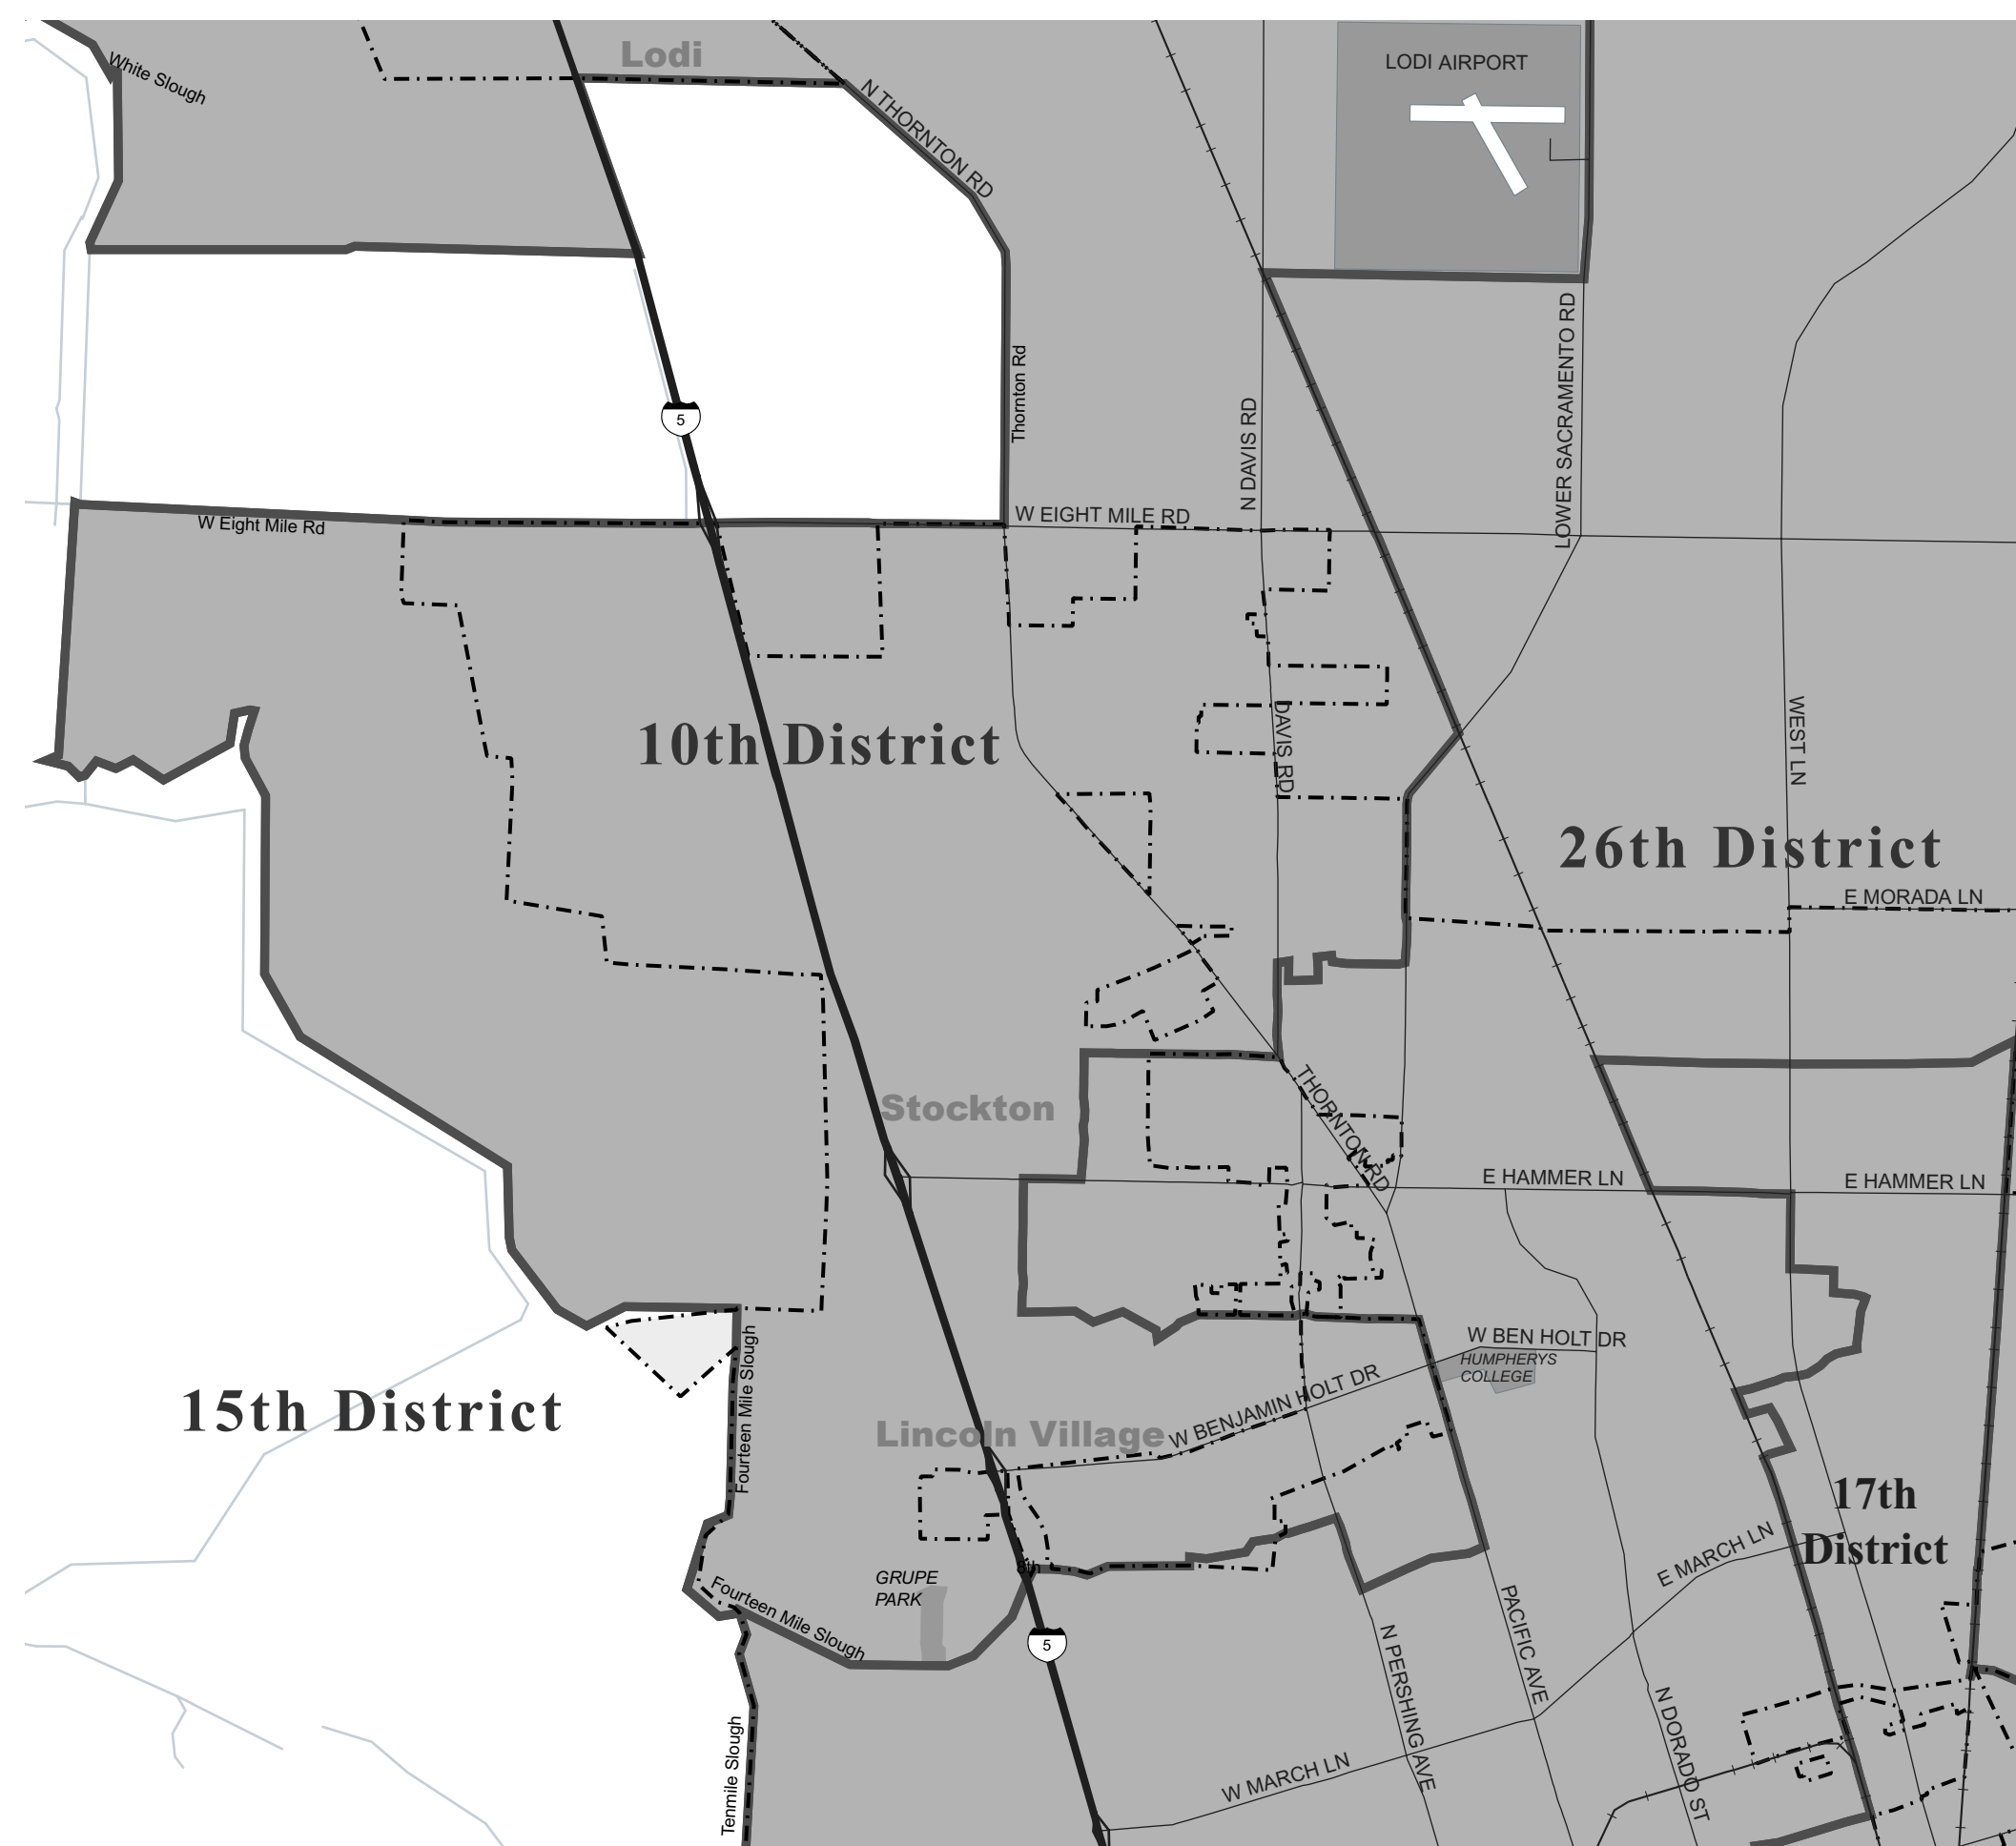 Lodi
LODI AIRPORT
White Slough
N THORNTON RD
LOWER SACRAMENTO RD
Thornton Rd
N DAVIS RD
5
W EIGHT MILE RD
W Eight Mile Rd
10th District
DAVIS RD
WEST LN
26th District
E MORADA LN
Stockton
THORNTON RD
E HAMMER LN
E HAMMER LN
W BEN HOLT DR
HUMPHERYS
COLLEGE
15th District
Fourteen Mile Slough
W BENJAMIN HOLT DR
Lincoln Village
17th
District
E MARCH LN
8th
GRUPE
PARK
Fourteen Mile Slough
5
PACIFIC AVE
N PERSHING AVE
N DORADO ST
W MARCH LN
Tenmile Slough